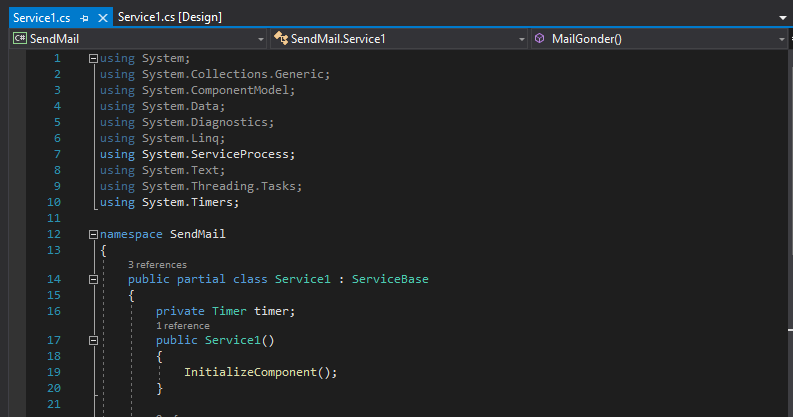 Service1.cs Service1.cs [Design]
C# SendMail SendMail.Service1 MailGonder()
1 using System;
2 using System.Collections.Generic;
3 using System.ComponentModel;
4 using System.Data;
5 using System.Diagnostics;
6 using System.Linq;
7 using System.ServiceProcess;
8 using System.Text;
9 using System.Threading.Tasks;
10 using System.Timers;
11
12 namespace SendMail
13 {
3 references
14 public partial class Service1 : ServiceBase
15 {
16 private Timer timer;
1 reference
17 public Service1()
18 {
19 InitializeComponent();
20 }
21